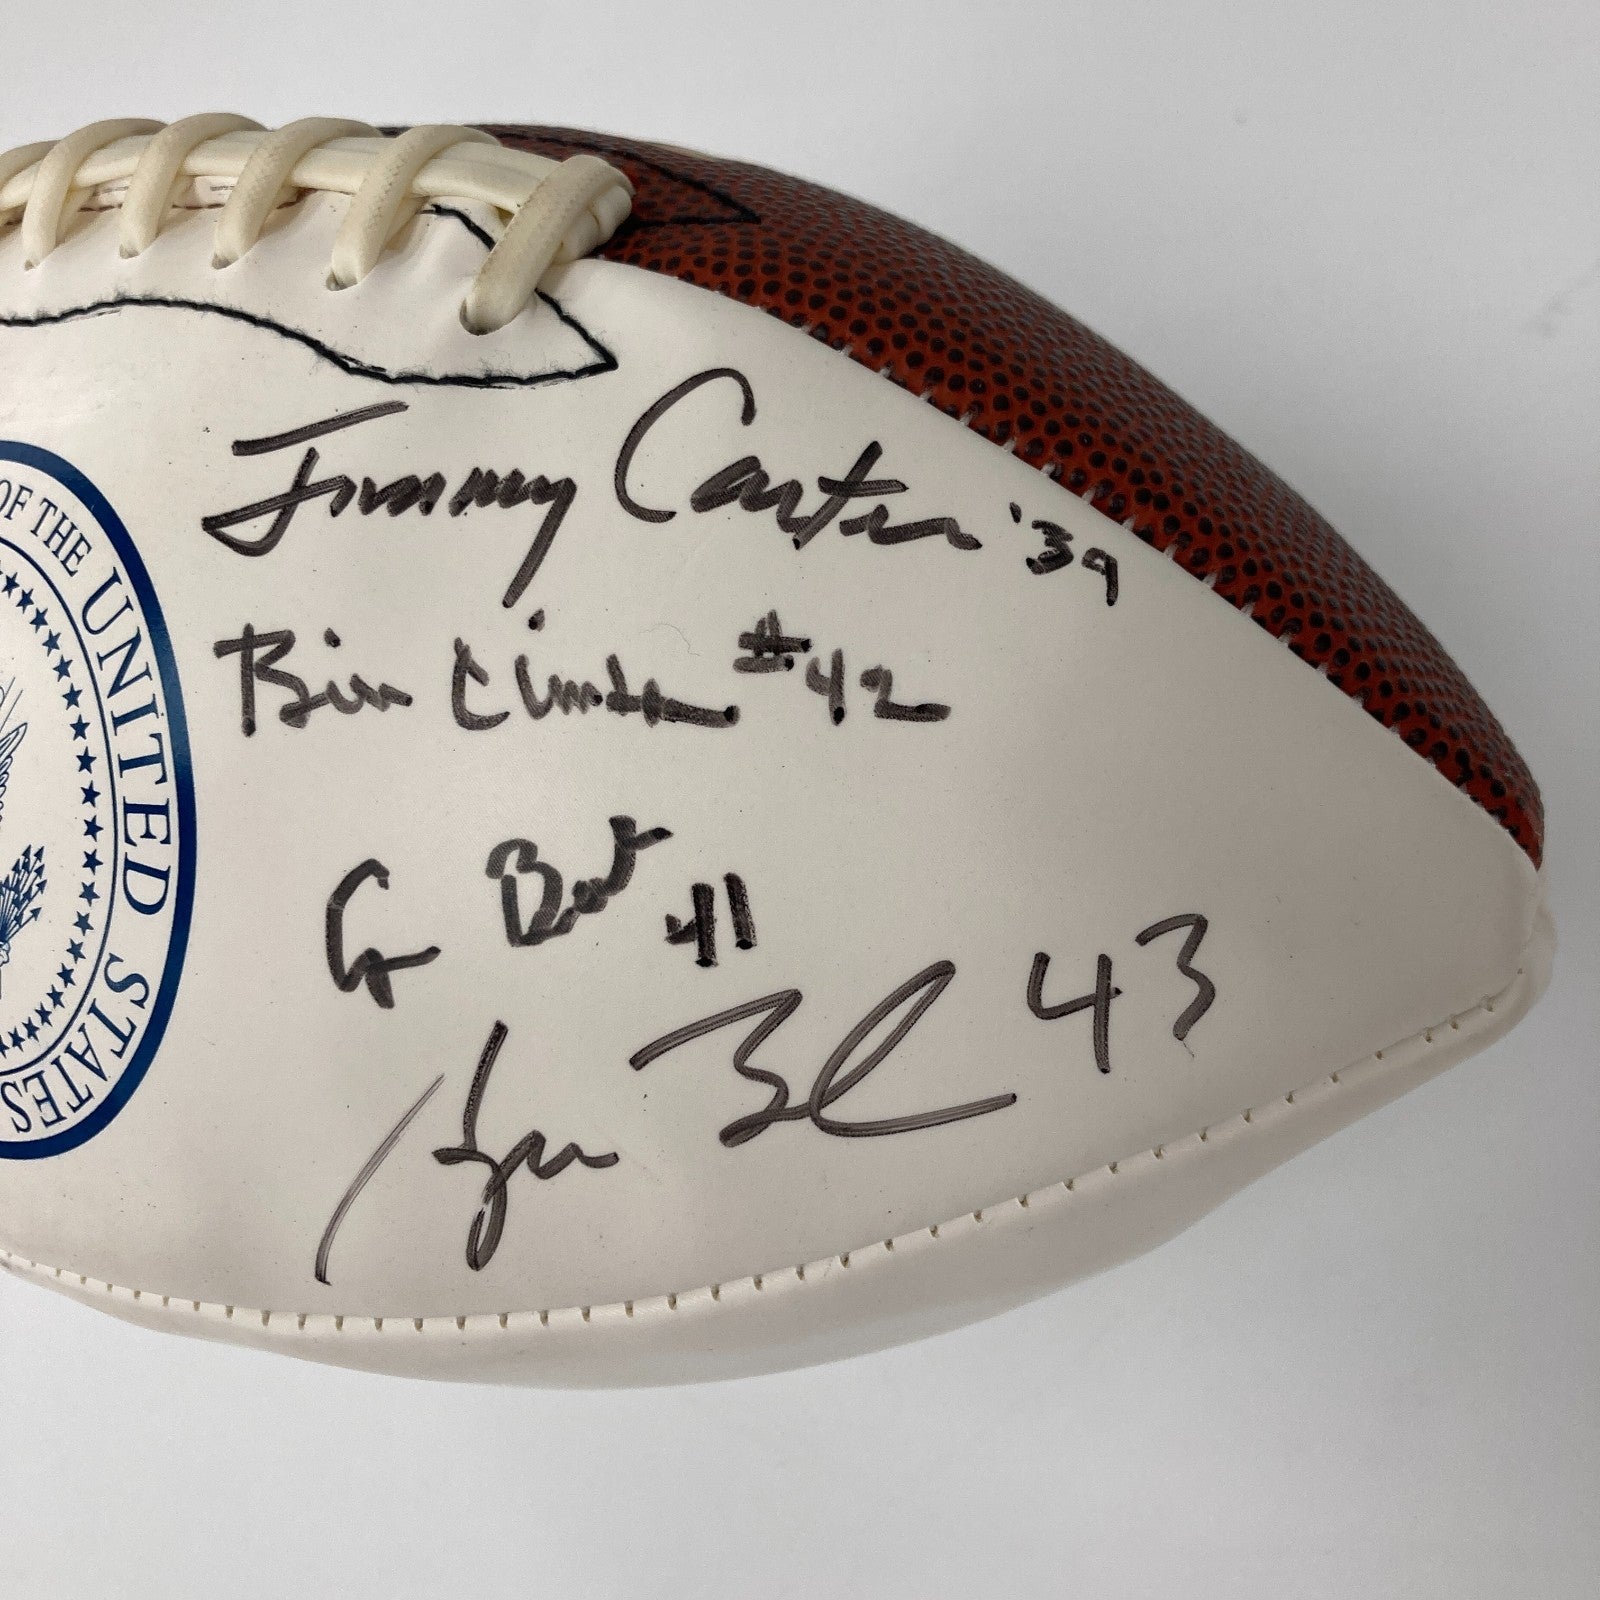 OF THE UNITED STATES
Jimmy Carter '39
Bill Clinton #42
G Bush 41
43